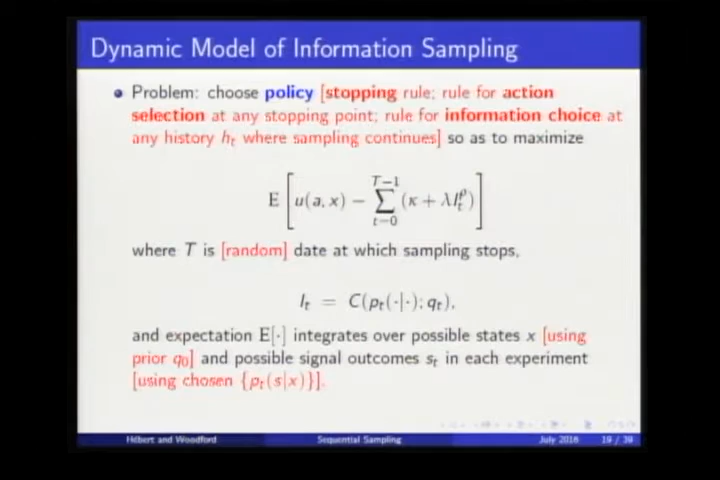 Dynamic Model of Information Sampling
Problem: choose policy [stopping rule; rule for action
selection at any stopping point; rule for information choice at
any history h_t where sampling continues] so as to maximize
E [ u(a, x) − ∑_{t=0}^{T−1} (κ + λI_t^ρ) ]
where T is [random] date at which sampling stops,
I_t = C(p_t(·|·); q_t),
and expectation E[·] integrates over possible states x [using
prior q_0] and possible signal outcomes s_t in each experiment
[using chosen {p_t(s|x)}].
Hébert and Woodford Sequential Sampling July 2016 19 / 39